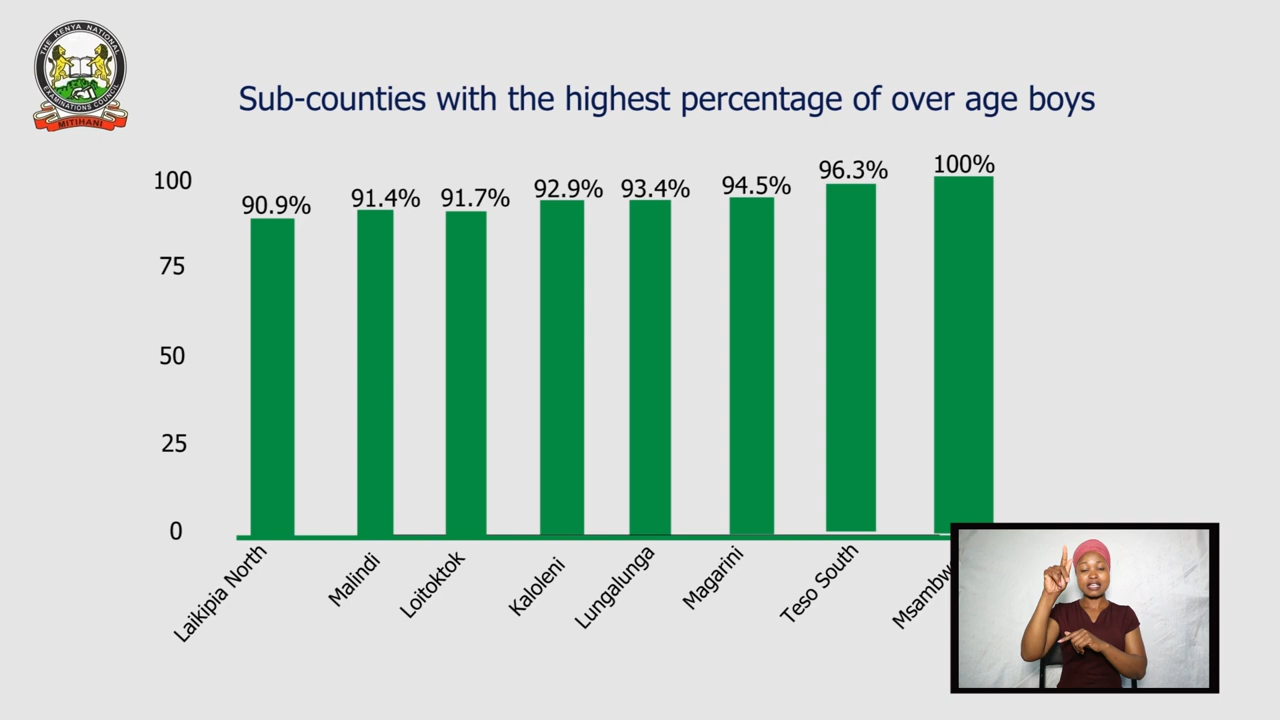 THE KENYA NATIONAL
EXAMINATIONS COUNCIL
MITIHANI
Sub-counties with the highest percentage of over age boys
100
75
50
25
0
90.9%
91.4%
91.7%
92.9%
93.4%
94.5%
96.3%
100%
Laikipia North
Malindi
Loitoktok
Kaloleni
Lungalunga
Magarini
Teso South